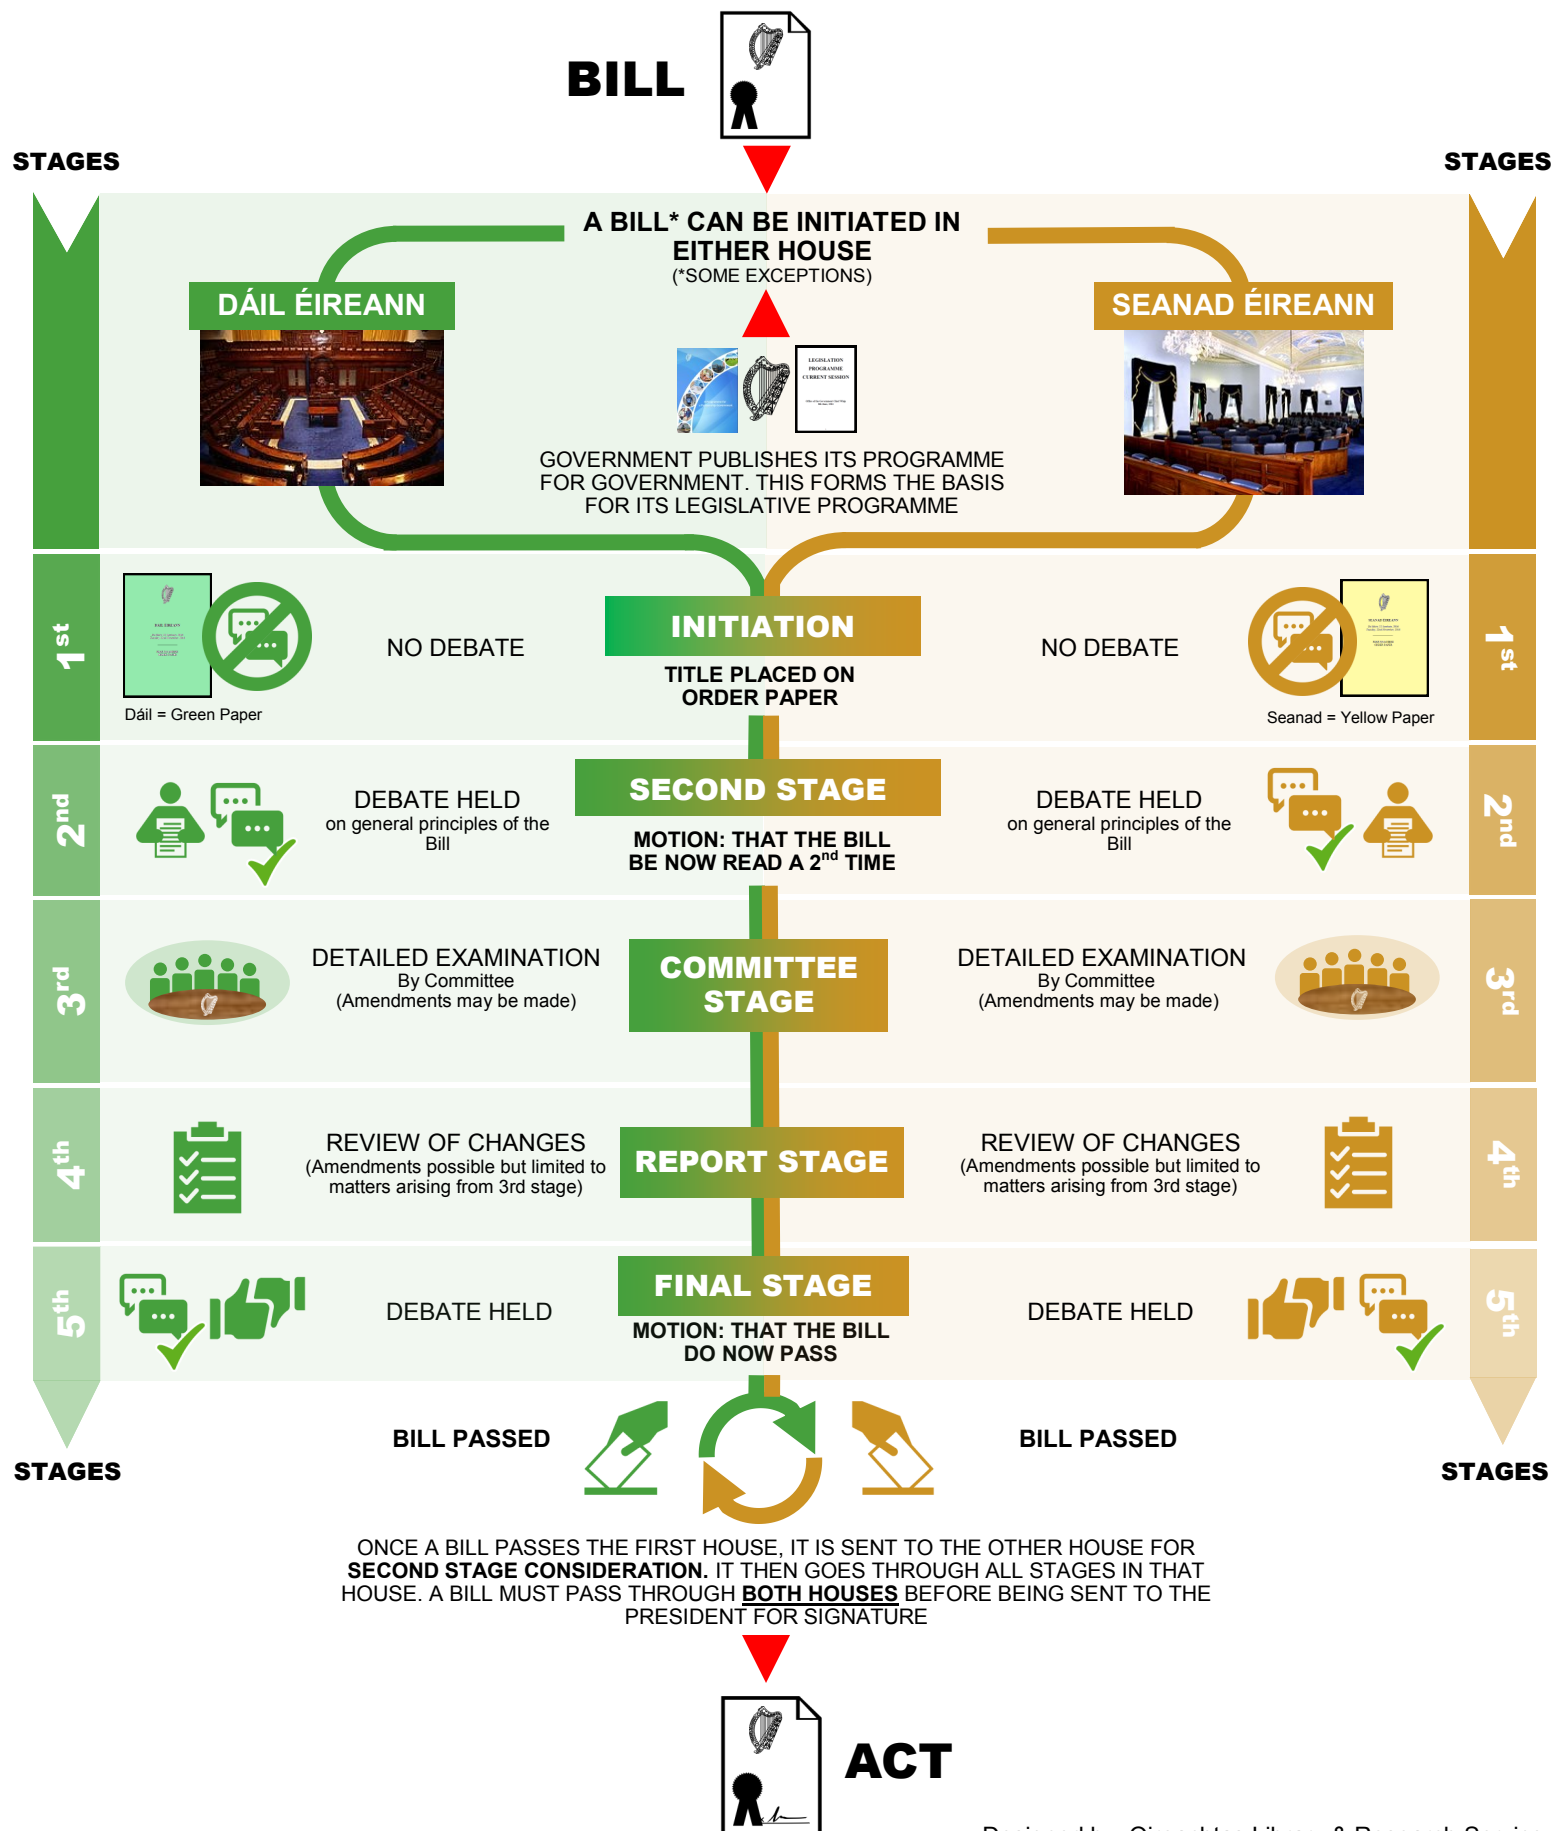 BILL
STAGES
STAGES
A BILL* CAN BE INITIATED IN
EITHER HOUSE
(*SOME EXCEPTIONS)
DÁIL ÉIREANN
SEANAD ÉIREANN
LEGISLATION
PROGRAMME
CURRENT SESSION
GOVERNMENT PUBLISHES ITS PROGRAMME
FOR GOVERNMENT. THIS FORMS THE BASIS
FOR ITS LEGISLATIVE PROGRAMME
1st
DÁIL ÉIREANN
Dáil = Green Paper
NO DEBATE
INITIATION
TITLE PLACED ON
ORDER PAPER
NO DEBATE
SEANAD ÉIREANN
Seanad = Yellow Paper
1st
2nd
DEBATE HELD
on general principles of the
Bill
SECOND STAGE
MOTION: THAT THE BILL
BE NOW READ A 2nd TIME
DEBATE HELD
on general principles of the
Bill
2nd
3rd
DETAILED EXAMINATION
By Committee
(Amendments may be made)
COMMITTEE
STAGE
DETAILED EXAMINATION
By Committee
(Amendments may be made)
3rd
4th
REVIEW OF CHANGES
(Amendments possible but limited to
matters arising from 3rd stage)
REPORT STAGE
REVIEW OF CHANGES
(Amendments possible but limited to
matters arising from 3rd stage)
4th
5th
DEBATE HELD
FINAL STAGE
MOTION: THAT THE BILL
DO NOW PASS
DEBATE HELD
5th
BILL PASSED
BILL PASSED
STAGES
STAGES
ONCE A BILL PASSES THE FIRST HOUSE, IT IS SENT TO THE OTHER HOUSE FOR
SECOND STAGE CONSIDERATION. IT THEN GOES THROUGH ALL STAGES IN THAT
HOUSE. A BILL MUST PASS THROUGH BOTH HOUSES BEFORE BEING SENT TO THE
PRESIDENT FOR SIGNATURE
ACT